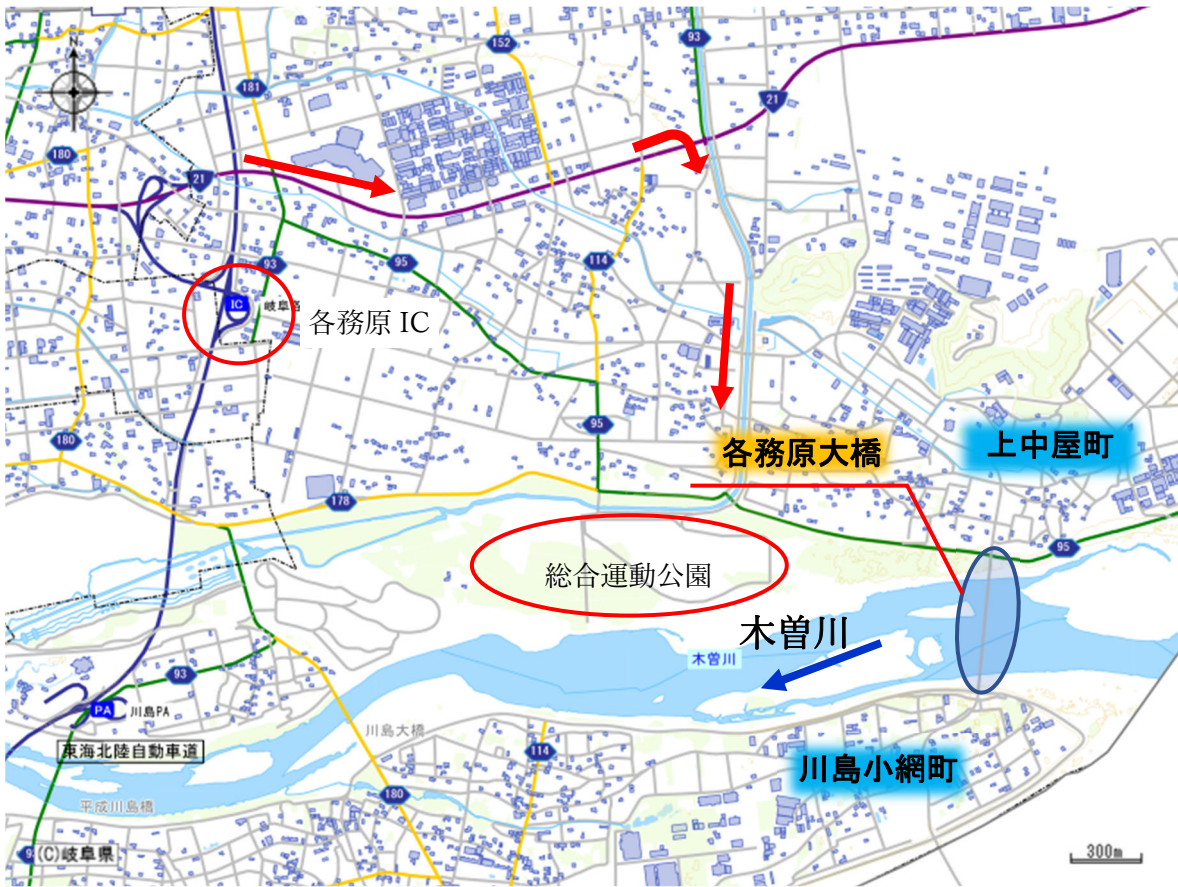 N
152
93
181
21
180
21
93
95
114
IC
岐阜各
各務原 IC
95
180
各務原大橋
上中屋町
178
95
総合運動公園
木曽川
木曽川
93
PA
川島PA
川島大橋
東海北陸自動車道
114
川島小網町
平成川島橋
180
(C)岐阜県
300m